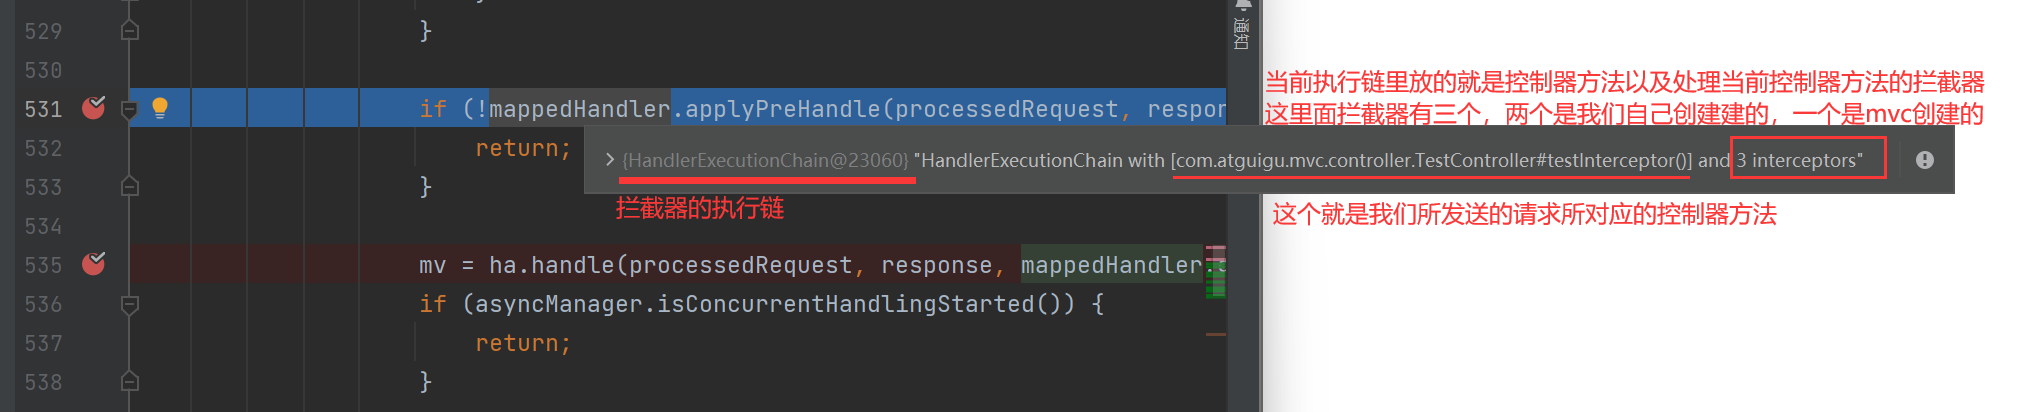 529 }
通知
530
当前执行链里放的就是控制器方法以及处理当前控制器方法的拦截器
531 if (!mappedHandler.applyPreHandle(processedRequest, respon
这里面拦截器有三个，两个是我们自己创建建的，一个是mvc创建的
532 return;
{HandlerExecutionChain@23060} "HandlerExecutionChain with [com.atguigu.mvc.controller.TestController#testInterceptor()] and 3 interceptors"
533 }
拦截器的执行链
这个就是我们所发送的请求所对应的控制器方法
534
535 mv = ha.handle(processedRequest, response, mappedHandler
536 if (asyncManager.isConcurrentHandlingStarted()) {
537 return;
538 }